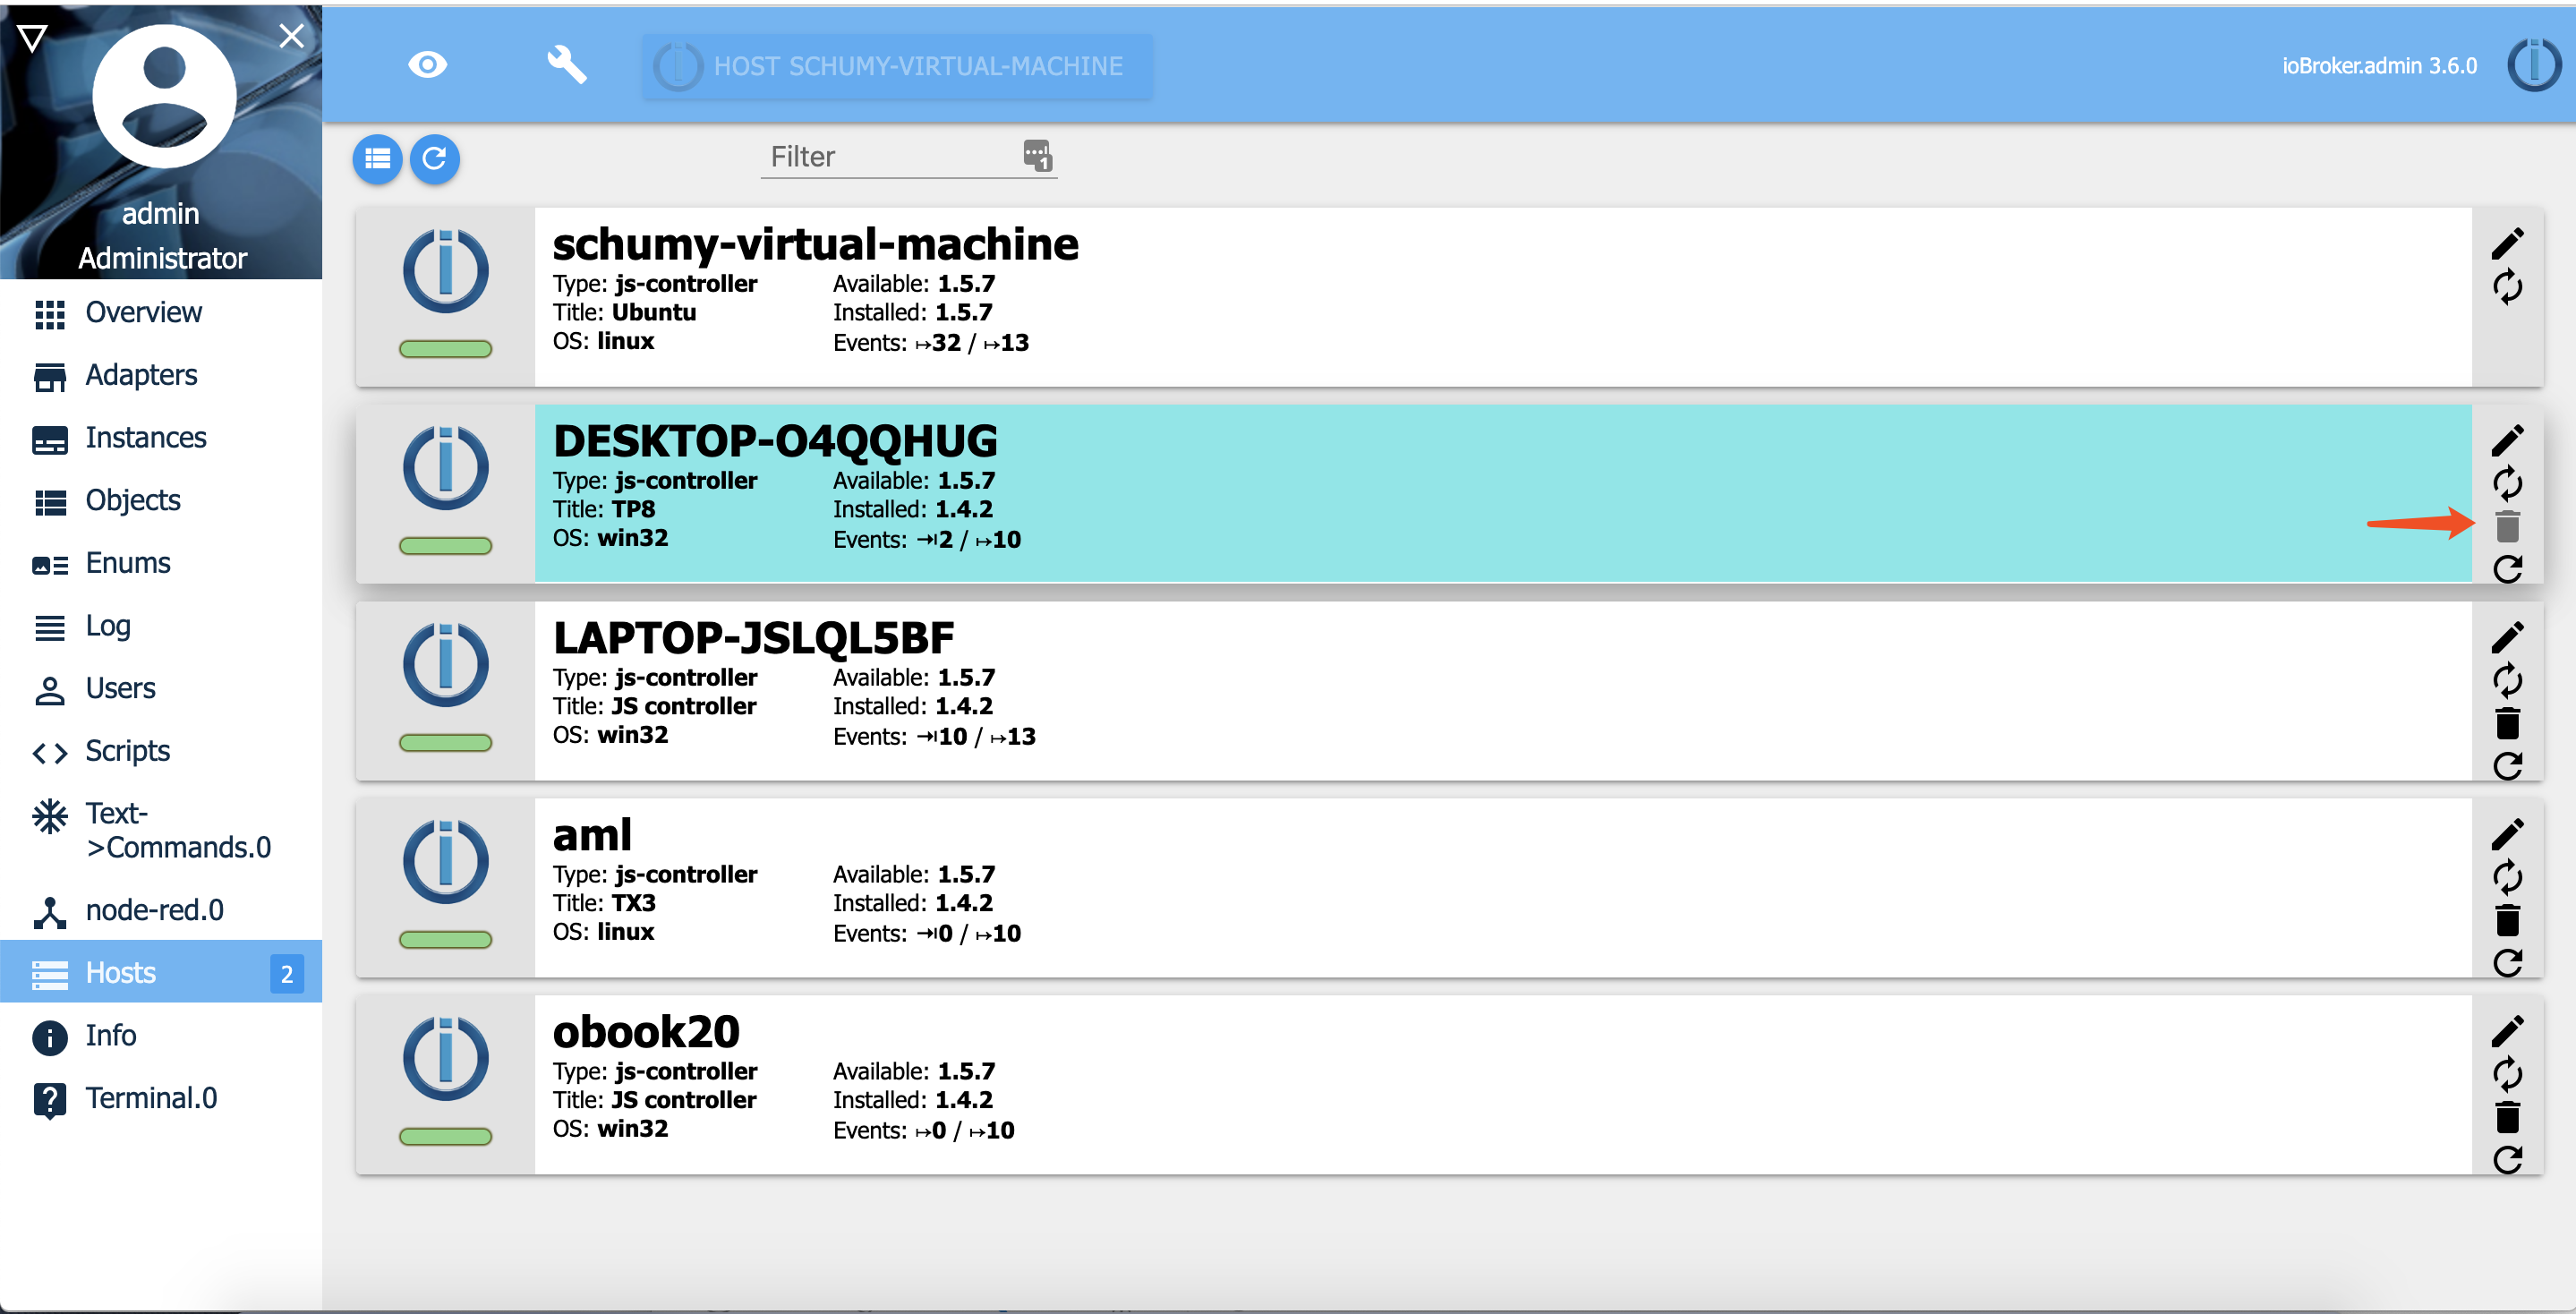 admin
Administrator
Overview
Adapters
Instances
Objects
Enums
Log
Users
Scripts
Text-
>Commands.0
node-red.0
Hosts 2
Info
Terminal.0
HOST SCHUMY-VIRTUAL-MACHINE
ioBroker.admin 3.6.0
Filter 1
schumy-virtual-machine
Type: js-controller Available: 1.5.7
Title: Ubuntu Installed: 1.5.7
OS: linux Events: ↦32 / ↦13
DESKTOP-O4QQHUG
Type: js-controller Available: 1.5.7
Title: TP8 Installed: 1.4.2
OS: win32 Events: ⇥2 / ↦10
LAPTOP-JSLQL5BF
Type: js-controller Available: 1.5.7
Title: JS controller Installed: 1.4.2
OS: win32 Events: ⇥10 / ↦13
aml
Type: js-controller Available: 1.5.7
Title: TX3 Installed: 1.4.2
OS: linux Events: ⇥0 / ↦10
obook20
Type: js-controller Available: 1.5.7
Title: JS controller Installed: 1.4.2
OS: win32 Events: ↦0 / ↦10